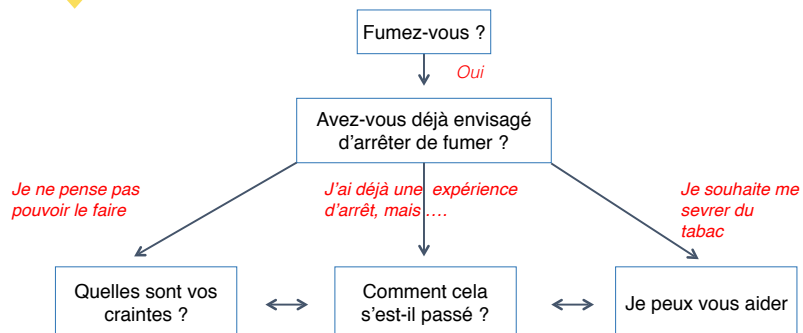 Fumez-vous ?
Oui
Avez-vous déjà envisagé
d'arrêter de fumer ?
Je ne pense pas
pouvoir le faire
J'ai déjà une expérience
d'arrêt, mais ....
Je souhaite me
sevrer du
tabac
Quelles sont vos
craintes ?
Comment cela
s'est-il passé ?
Je peux vous aider